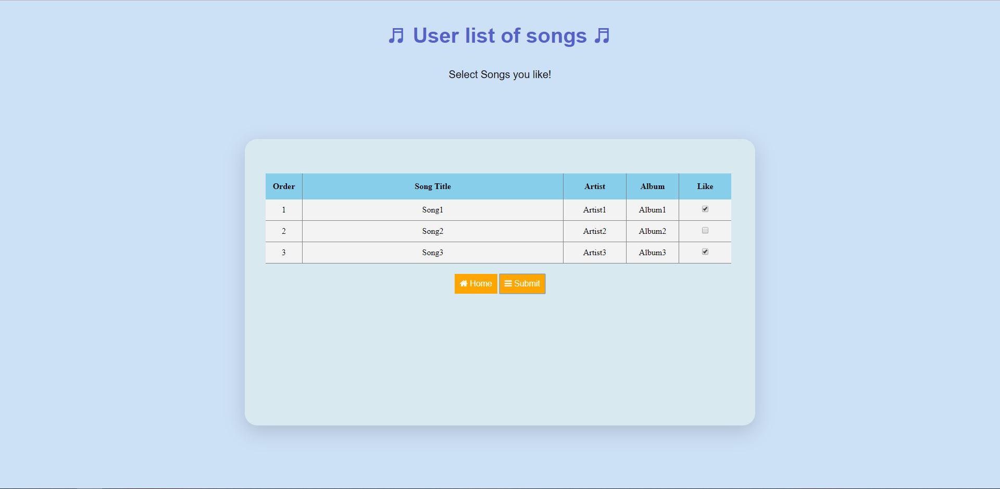 ♬ User list of songs ♬
Select Songs you like!
Order Song Title Artist Album Like
1 Song1 Artist1 Album1
2 Song2 Artist2 Album2
3 Song3 Artist3 Album3
Home Submit